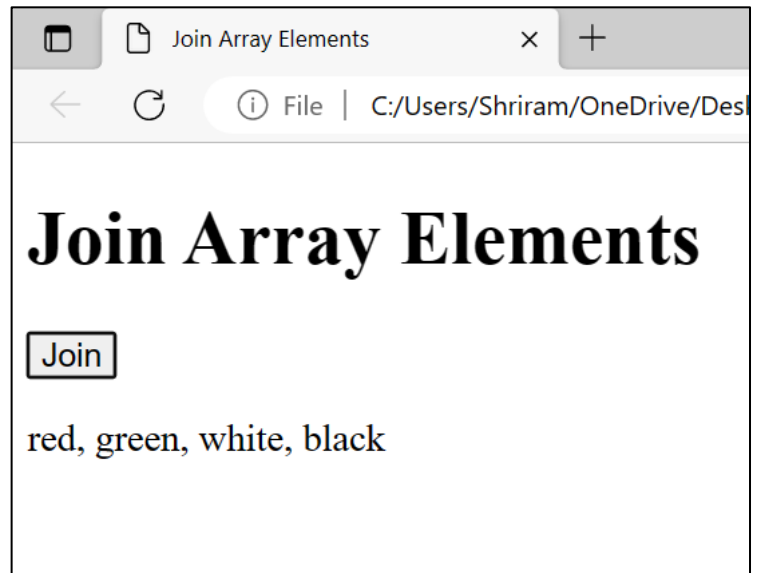 Join Array Elements
File | C:/Users/Shriram/OneDrive/Des
Join Array Elements
Join
red, green, white, black